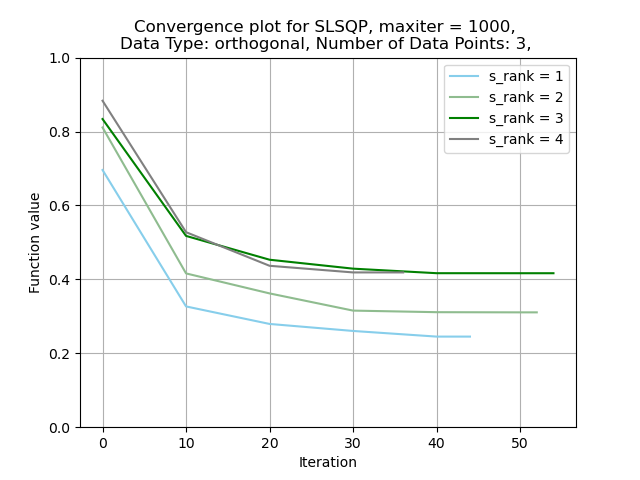 Convergence plot for SLSQP, maxiter = 1000,
Data Type: orthogonal, Number of Data Points: 3,
1.0
0.8
0.6
0.4
0.2
0.0
Function value
s_rank = 1
s_rank = 2
s_rank = 3
s_rank = 4
0 10 20 30 40 50
Iteration